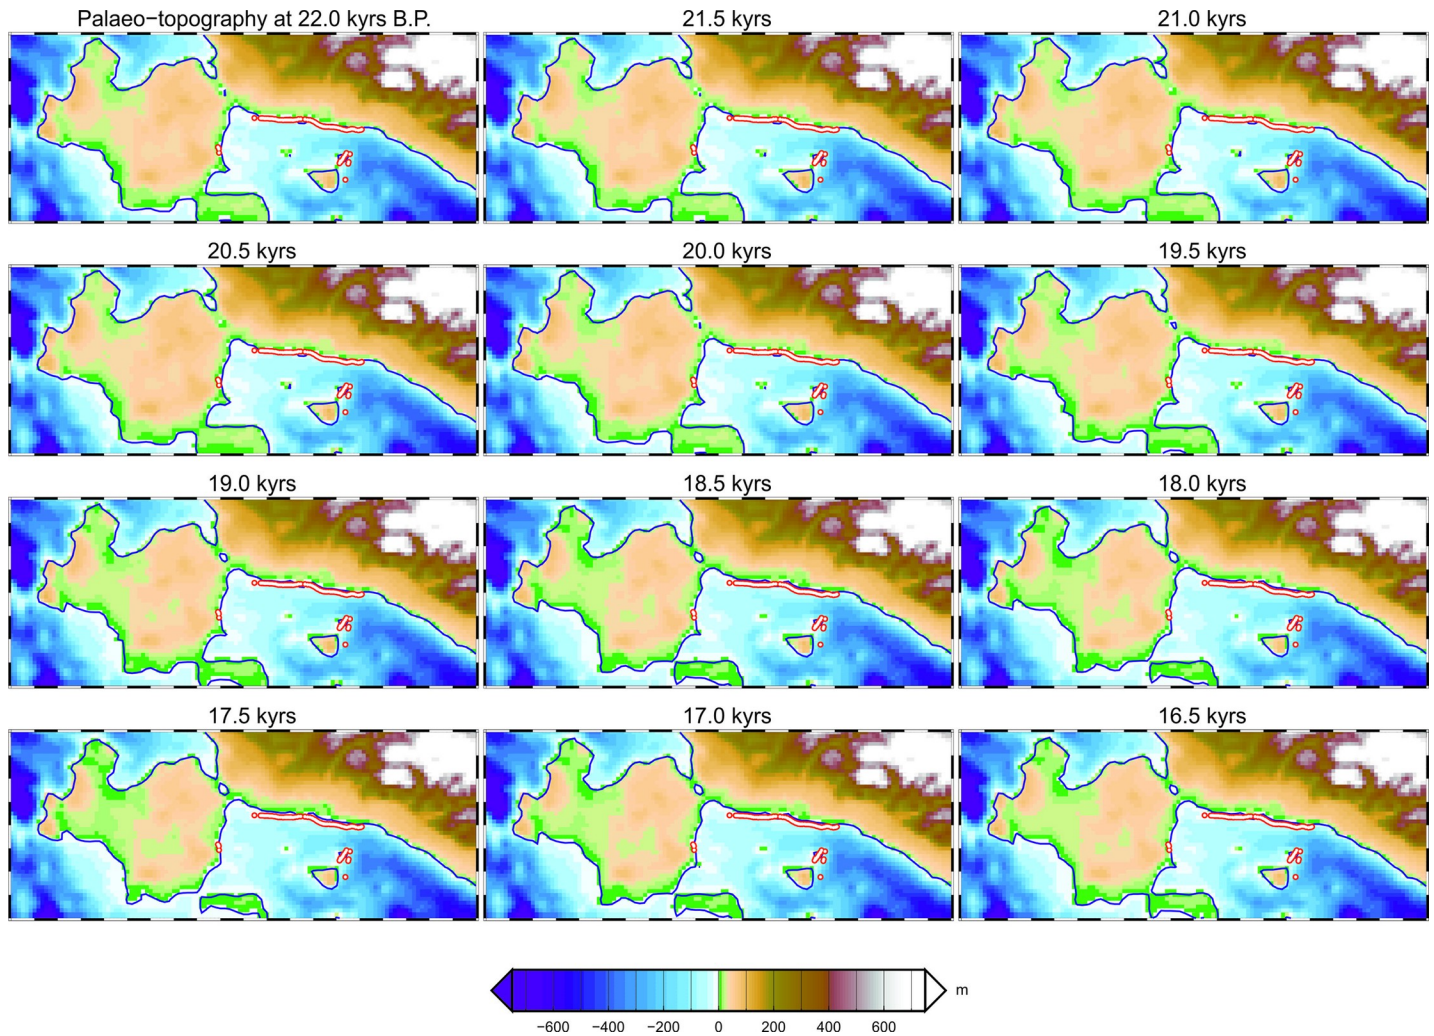 Palaeo−topography at 22.0 kyrs B.P.
21.5 kyrs
21.0 kyrs
20.5 kyrs
20.0 kyrs
19.5 kyrs
19.0 kyrs
18.5 kyrs
18.0 kyrs
17.5 kyrs
17.0 kyrs
16.5 kyrs
m
−600 −400 −200 0 200 400 600